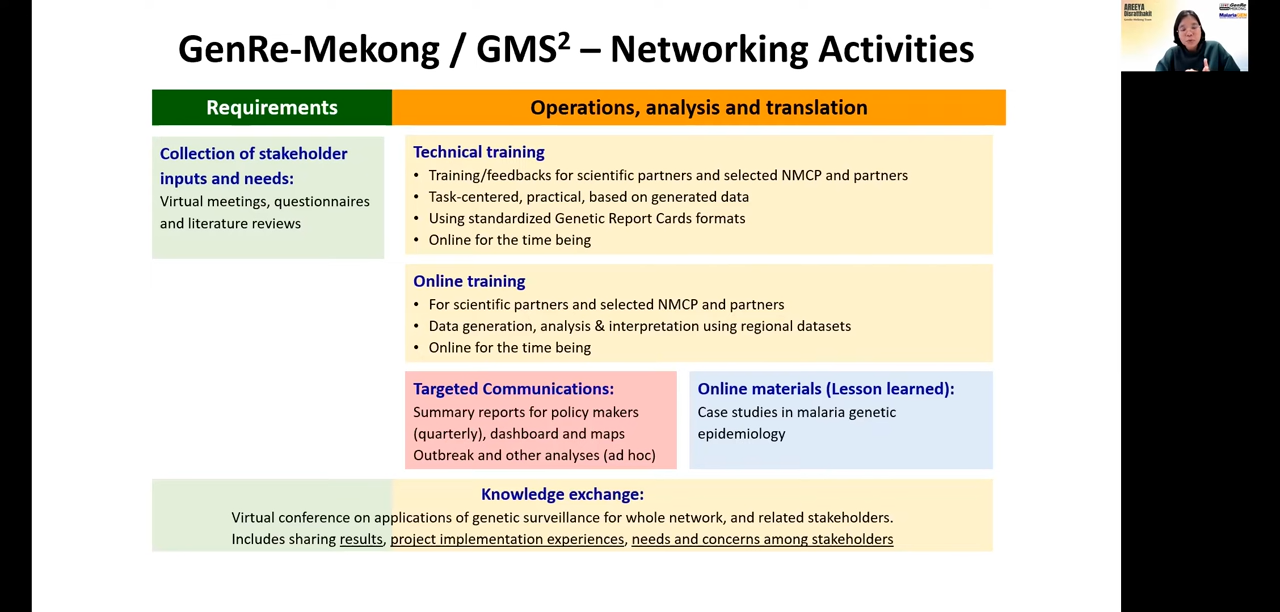 GenRe-Mekong / GMS² – Networking Activities
Requirements
Operations, analysis and translation
Collection of stakeholder
inputs and needs:
Virtual meetings, questionnaires
and literature reviews
Technical training
• Training/feedbacks for scientific partners and selected NMCP and partners
• Task-centered, practical, based on generated data
• Using standardized Genetic Report Cards formats
• Online for the time being
Online training
• For scientific partners and selected NMCP and partners
• Data generation, analysis & interpretation using regional datasets
• Online for the time being
Targeted Communications:
Summary reports for policy makers
(quarterly), dashboard and maps
Outbreak and other analyses (ad hoc)
Online materials (Lesson learned):
Case studies in malaria genetic
epidemiology
Knowledge exchange:
Virtual conference on applications of genetic surveillance for whole network, and related stakeholders.
Includes sharing results, project implementation experiences, needs and concerns among stakeholders
AREEYA
Disratthakit